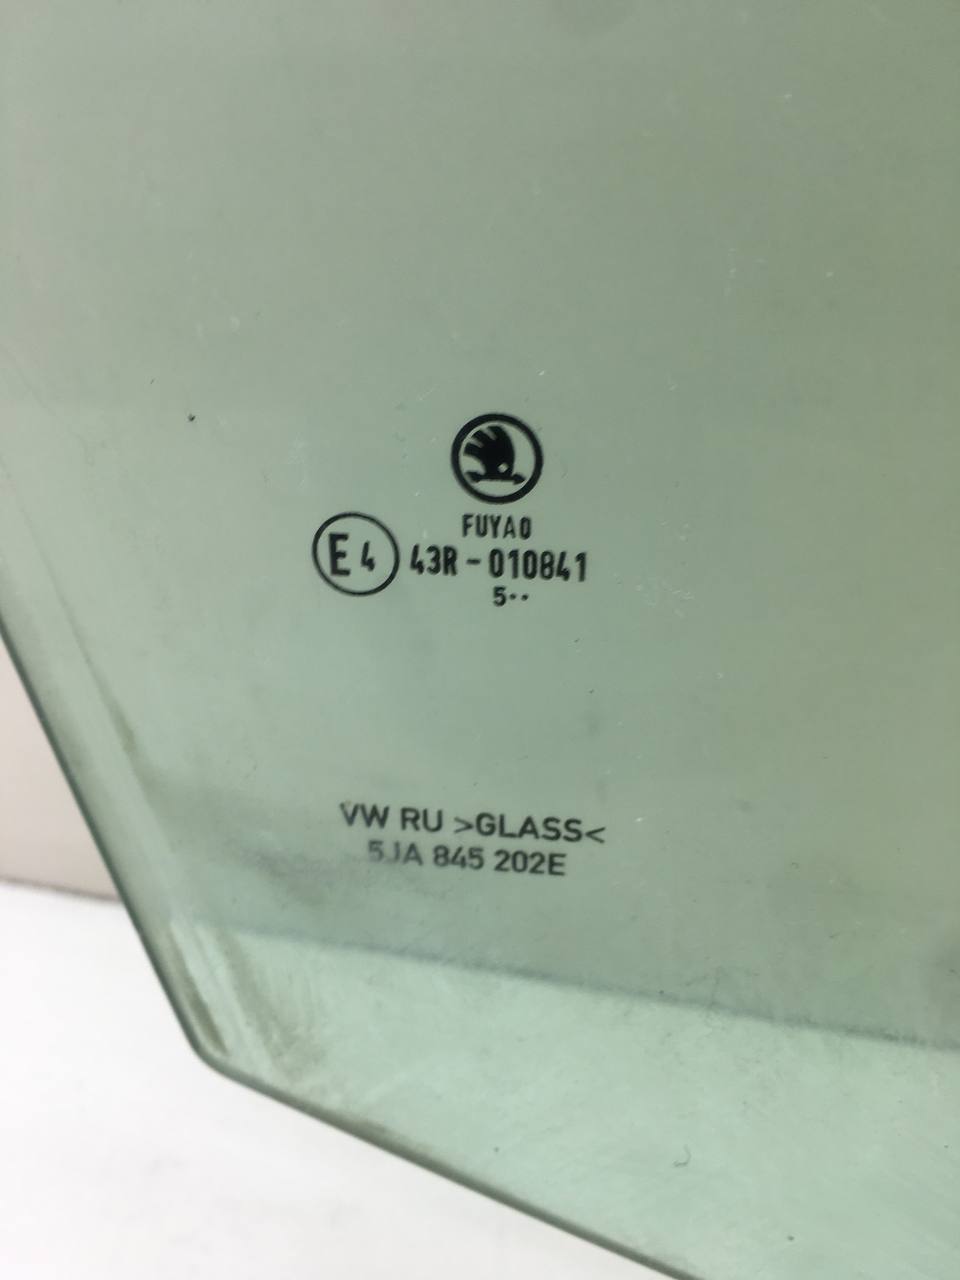 FUYAO
E4 43R-010841
5··
VW RU >GLASS<
5JA 845 202E